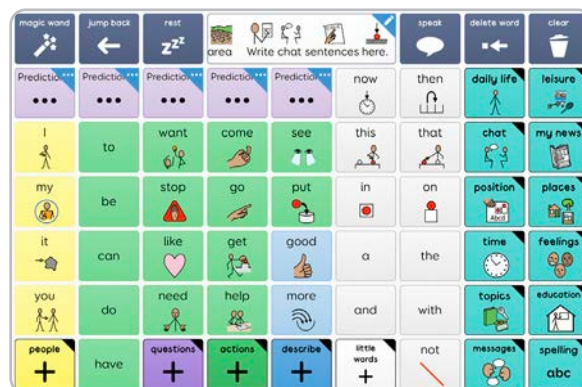 magic wand
jump back
rest
zzz
area Write chat sentences here.
speak
delete word
clear
Predictio
Predictio
Predictio
Predictio
Predictio
now
then
daily life
leisure
I
to
want
come
see
this
that
chat
my news
my
be
stop
go
put
in
on
position
Abcd
places
it
can
like
get
good
a
the
time
feelings
you
do
need
help
more
and
with
topics
education
people
have
questions
actions
describe
little
words
not
messages
spelling
abc